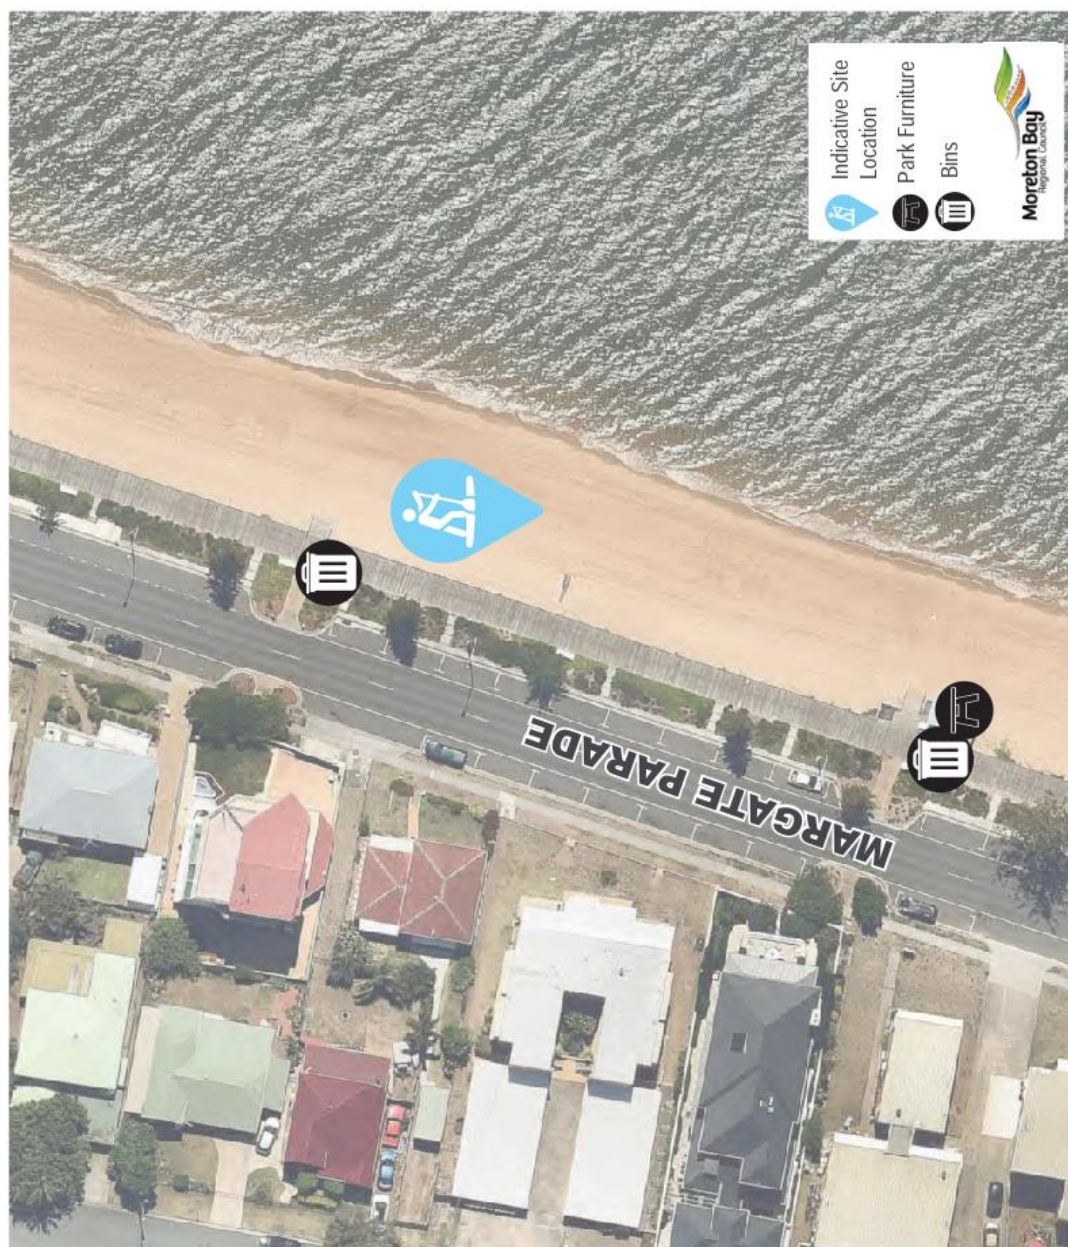 Indicative Site
Location
Park Furniture
Bins
Moreton Bay
Regional Council
MARGATE PARADE